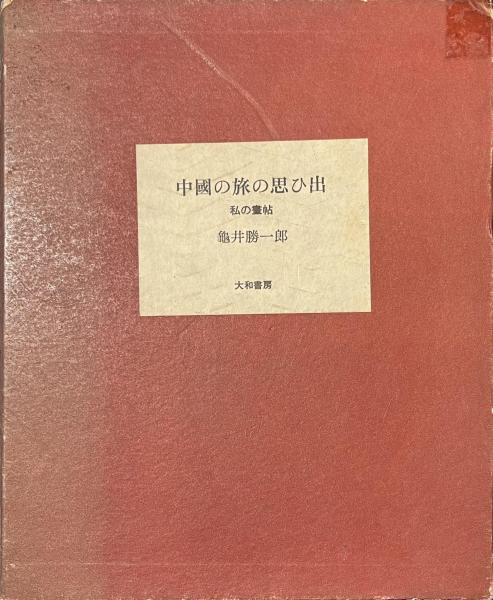 中國の旅の思ひ出
私の畫帖
龜井勝一郎
大和書房